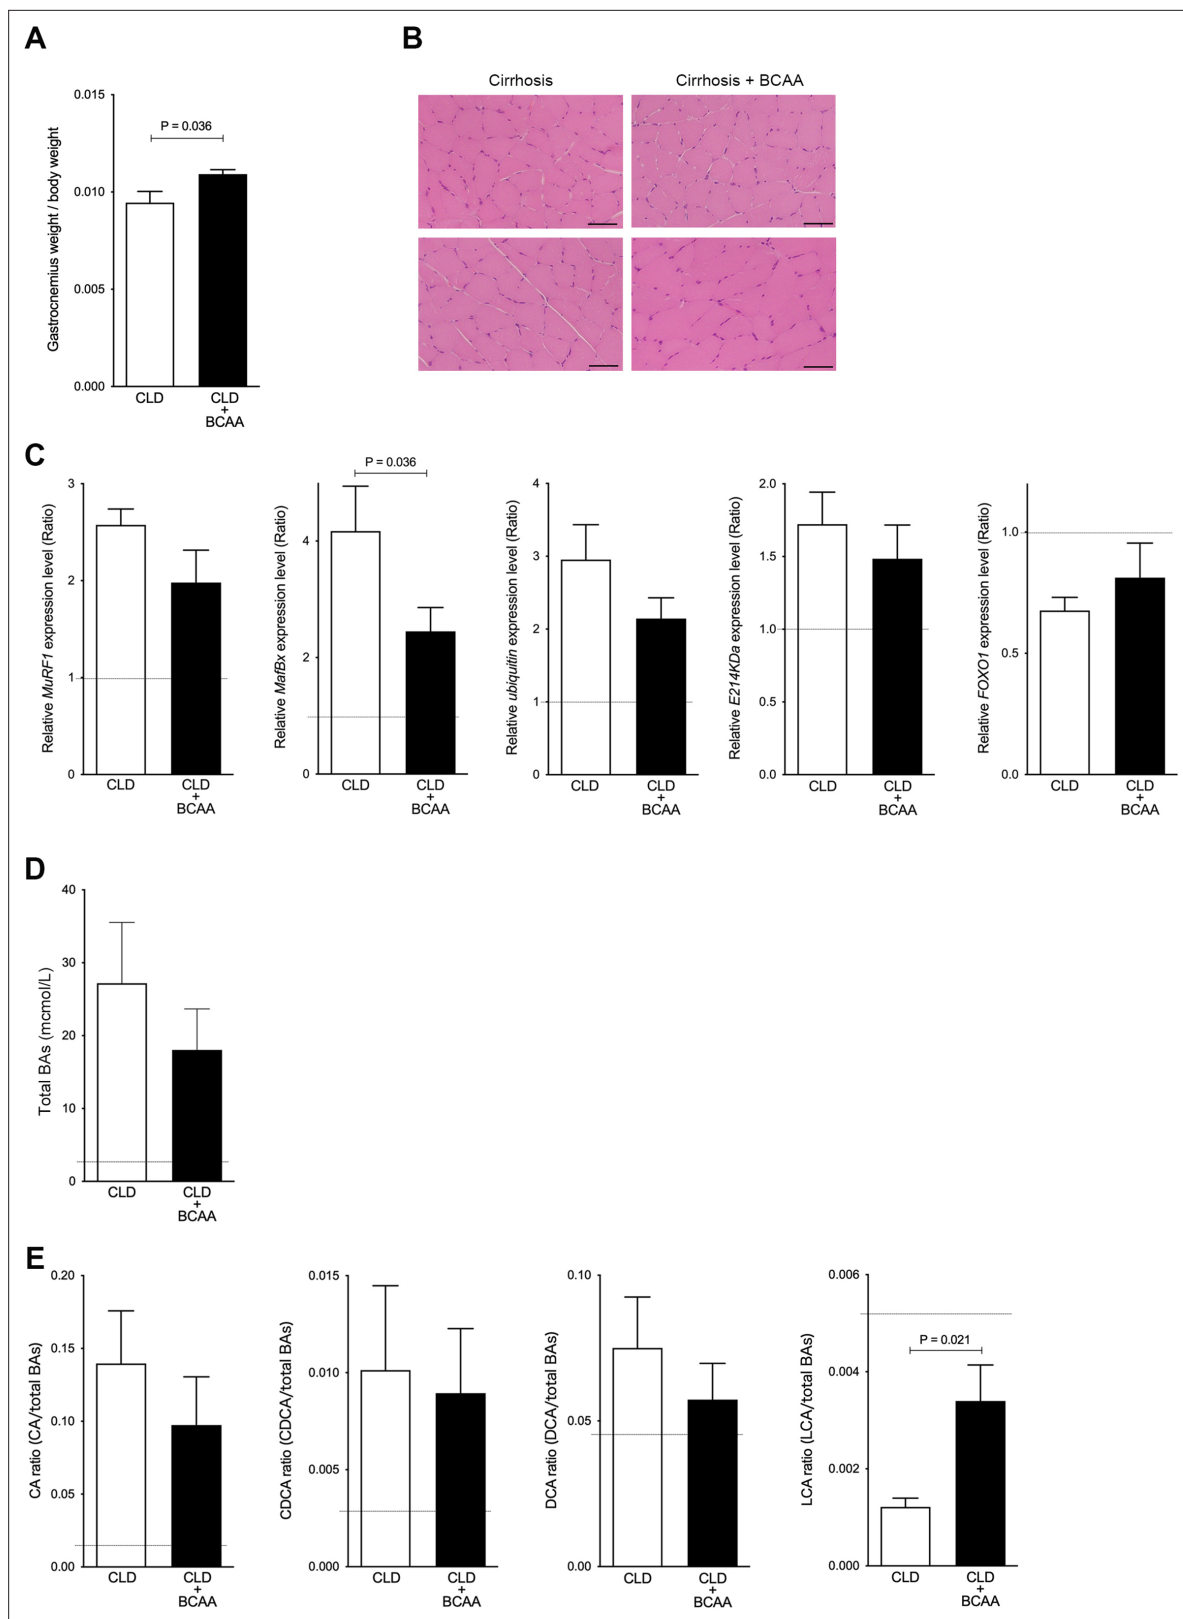 A
Gastrocnemius weight / body weight
0.015
0.010
0.005
0.000
P = 0.036
CLD
CLD
+
BCAA
B
Cirrhosis
Cirrhosis + BCAA
C
Relative MuRF1 expression level (Ratio)
3
2
1
0
CLD
CLD
+
BCAA
Relative MafBx expression level (Ratio)
4
2
0
P = 0.036
CLD
CLD
+
BCAA
Relative ubiquitin expression level (Ratio)
4
3
2
1
0
CLD
CLD
+
BCAA
Relative E214KDa expression level (Ratio)
2.0
1.5
1.0
0.5
0.0
CLD
CLD
+
BCAA
Relative FOXO1 expression level (Ratio)
1.0
0.5
0.0
CLD
CLD
+
BCAA
D
Total BAs (mcmol/L)
40
30
20
10
0
CLD
CLD
+
BCAA
E
CA ratio (CA/total BAs)
0.20
0.15
0.10
0.05
0.00
CLD
CLD
+
BCAA
CDCA ratio (CDCA/total BAs)
0.015
0.010
0.005
0.000
CLD
CLD
+
BCAA
DCA ratio (DCA/total BAs)
0.10
0.05
0.00
CLD
CLD
+
BCAA
LCA ratio (LCA/total BAs)
0.006
0.004
0.002
0.000
P = 0.021
CLD
CLD
+
BCAA